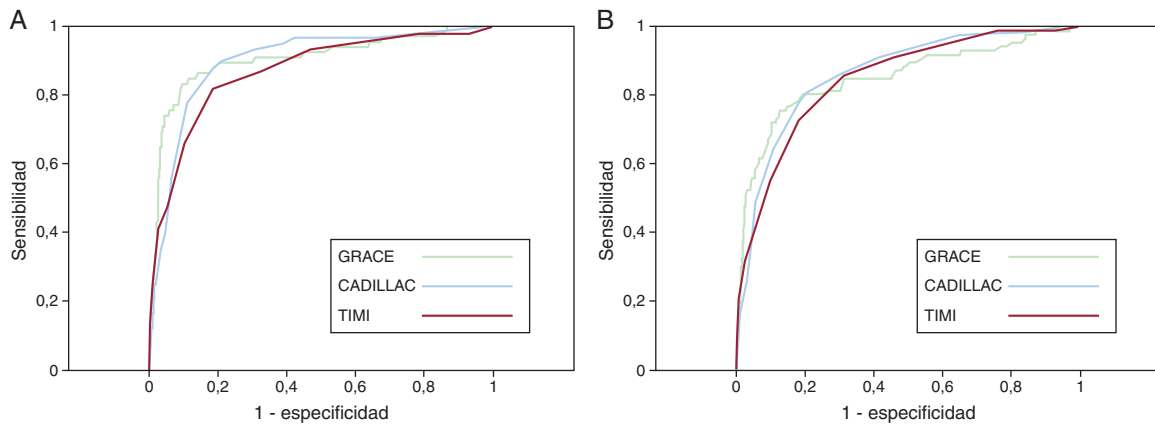 A
Sensibilidad
1
0,8
0,6
0,4
0,2
0
GRACE
CADILLAC
TIMI
0 0,2 0,4 0,6 0,8 1
1 - especificidad
B
Sensibilidad
1
0,8
0,6
0,4
0,2
0
GRACE
CADILLAC
TIMI
0 0,2 0,4 0,6 0,8 1
1 - especificidad